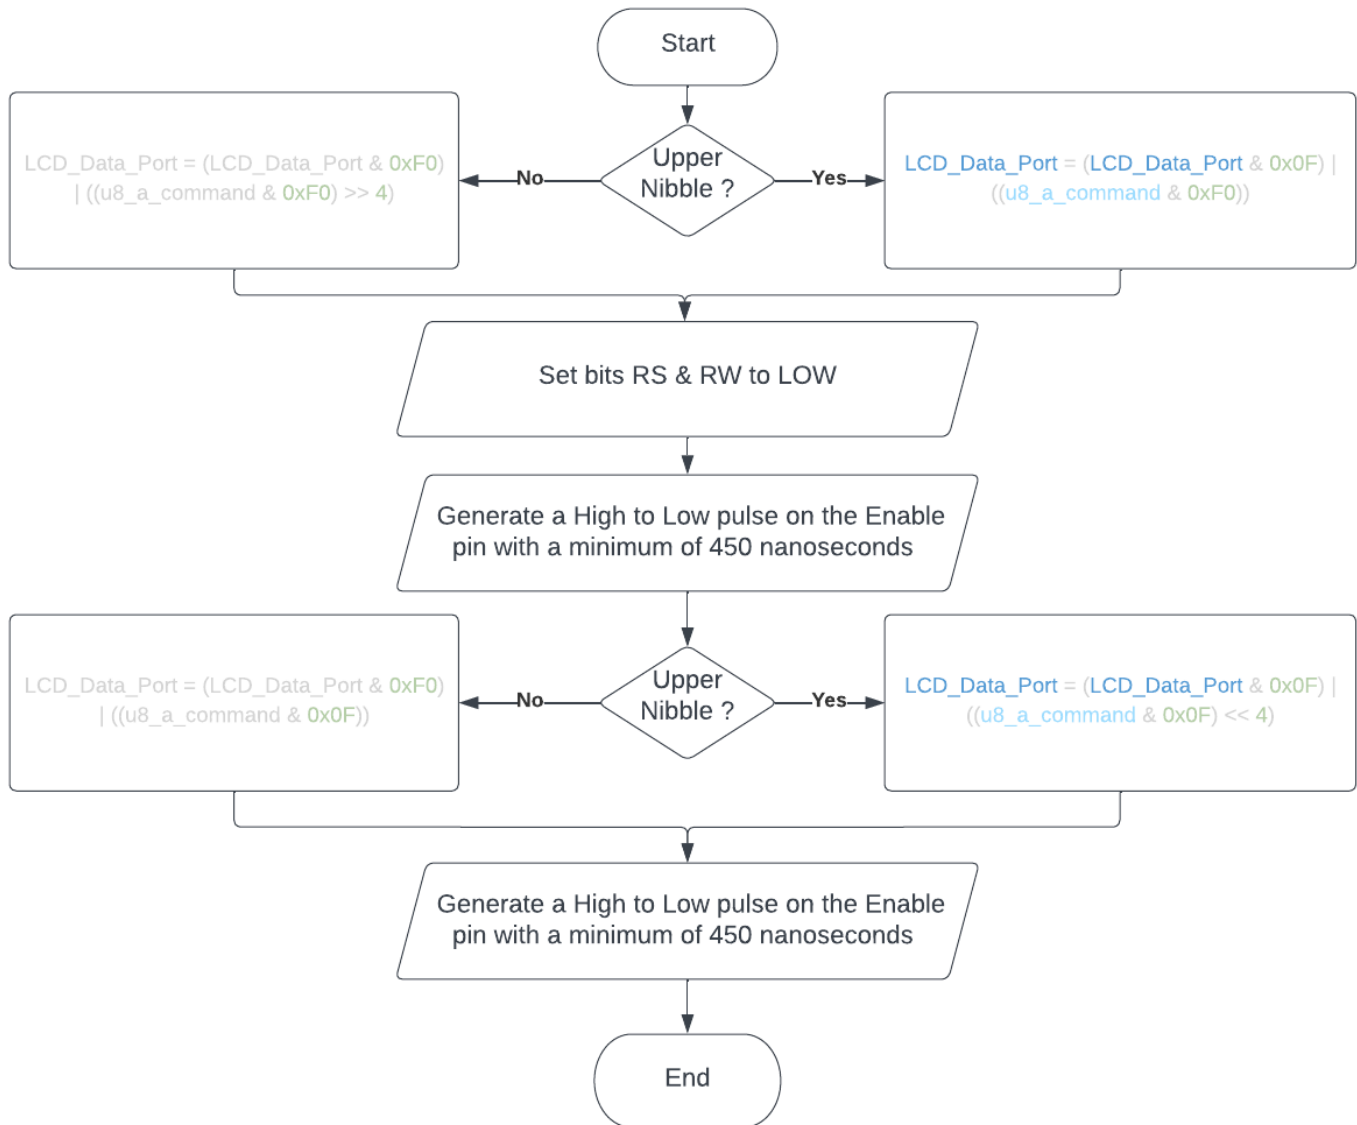 Start
Upper
Nibble ?
No
Yes
LCD_Data_Port = (LCD_Data_Port & 0xF0)
| ((u8_a_command & 0xF0) >> 4)
LCD_Data_Port = (LCD_Data_Port & 0x0F) |
((u8_a_command & 0xF0))
Set bits RS & RW to LOW
Generate a High to Low pulse on the Enable
pin with a minimum of 450 nanoseconds
Upper
Nibble ?
No
Yes
LCD_Data_Port = (LCD_Data_Port & 0xF0)
| ((u8_a_command & 0x0F))
LCD_Data_Port = (LCD_Data_Port & 0x0F) |
((u8_a_command & 0x0F) << 4)
Generate a High to Low pulse on the Enable
pin with a minimum of 450 nanoseconds
End